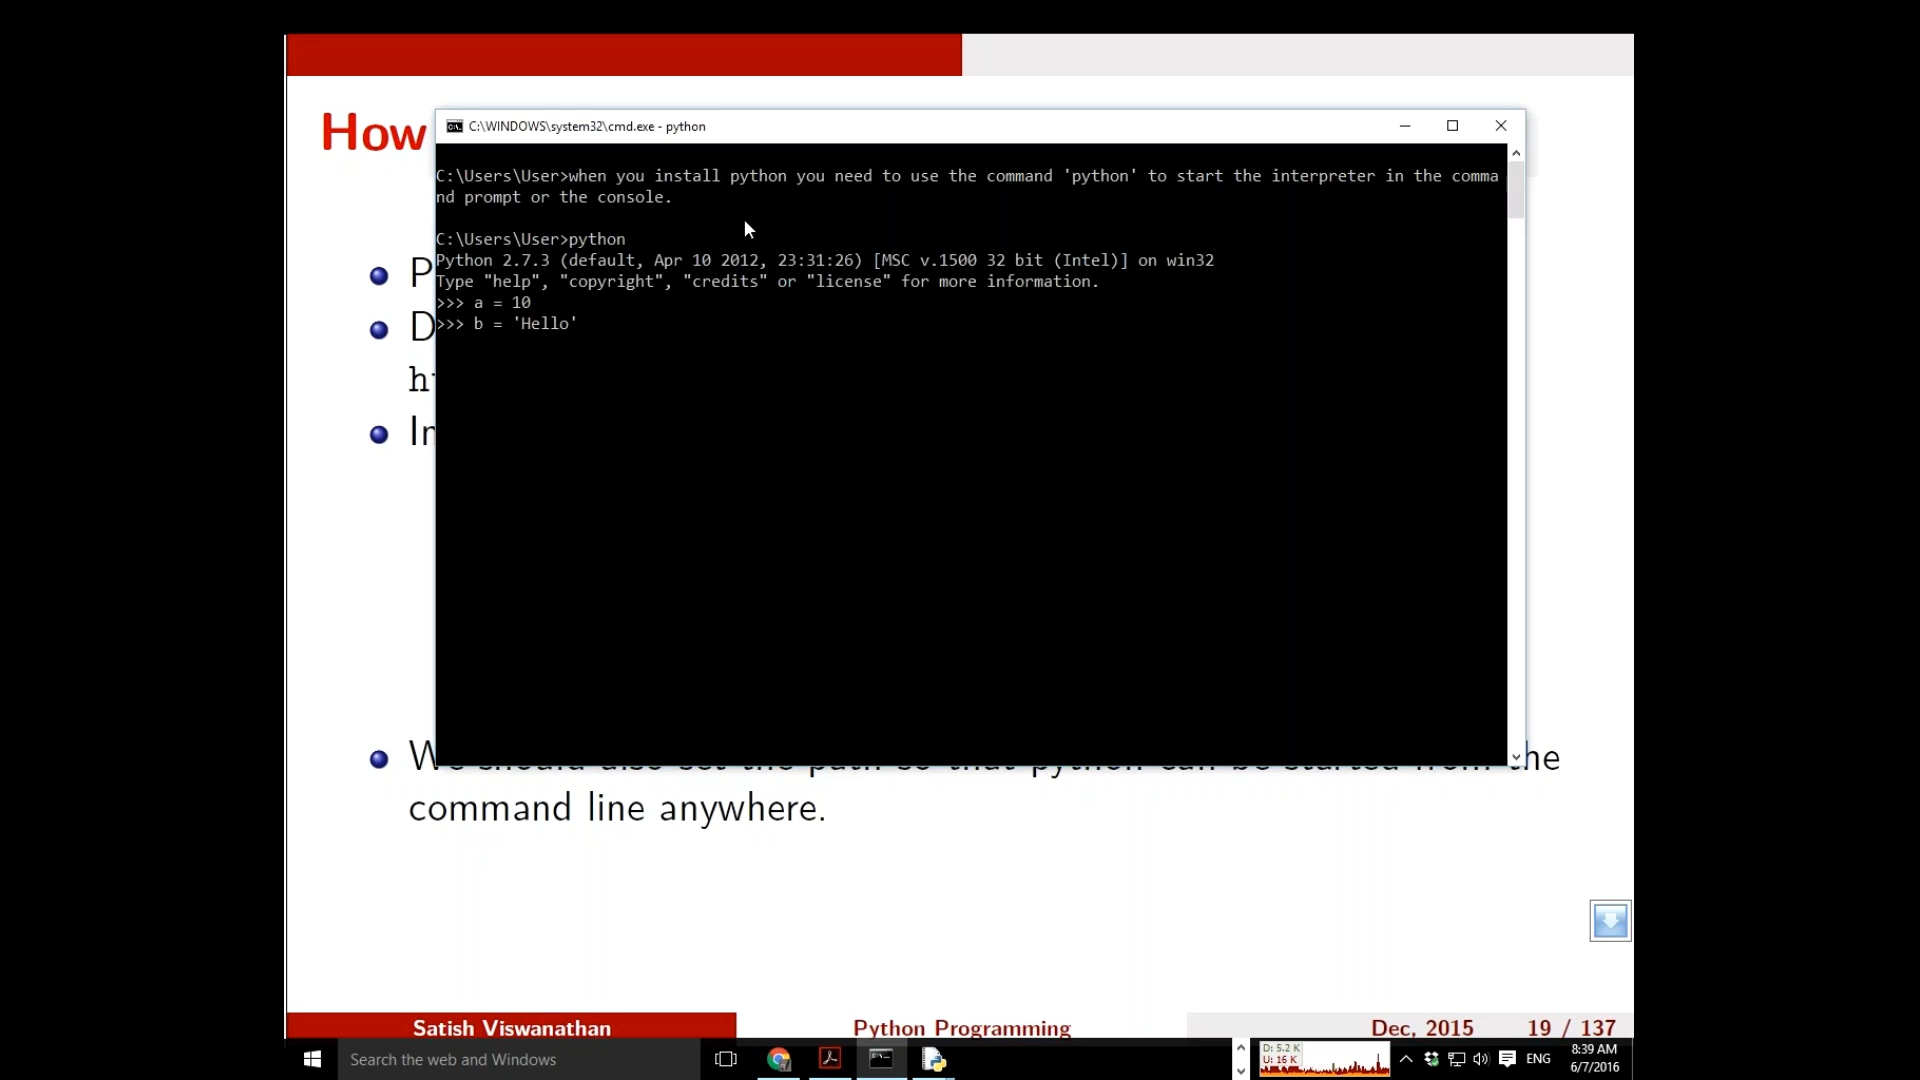 How
C:\WINDOWS\system32\cmd.exe - python
C:\Users\User>when you install python you need to use the command 'python' to start the interpreter in the comma
nd prompt or the console.
C:\Users\User>python
Python 2.7.3 (default, Apr 10 2012, 23:31:26) [MSC v.1500 32 bit (Intel)] on win32
Type "help", "copyright", "credits" or "license" for more information.
>>> a = 10
>>> b = 'Hello'
P
D
ht
In
We should also set the path so that python can be started from the
command line anywhere.
Satish Viswanathan
Python Programming
Dec, 2015
19 / 137
Search the web and Windows
D: 5.2 K
U: 16 K
ENG
8:39 AM
6/7/2016